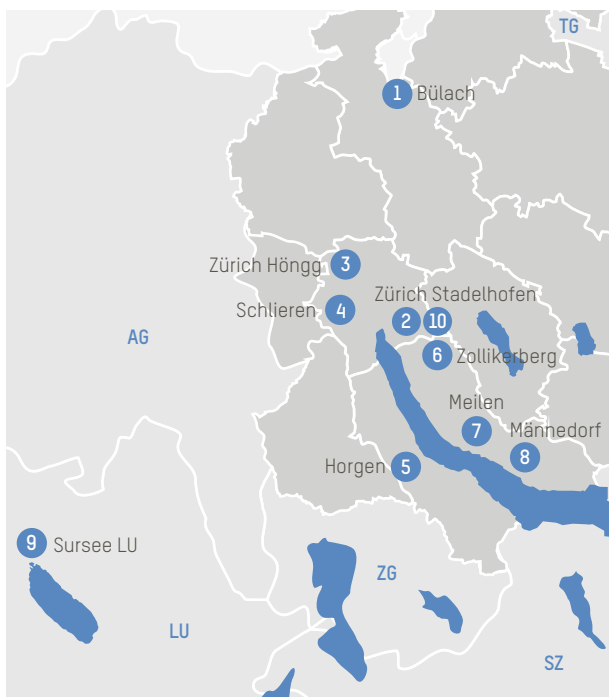 TG
1 Bülach
Zürich Höngg 3
Schlieren 4
Zürich Stadelhofen
2 10
6 Zollikerberg
AG
Meilen
7
Männedorf
8
Horgen 5
9 Sursee LU
ZG
LU
SZ